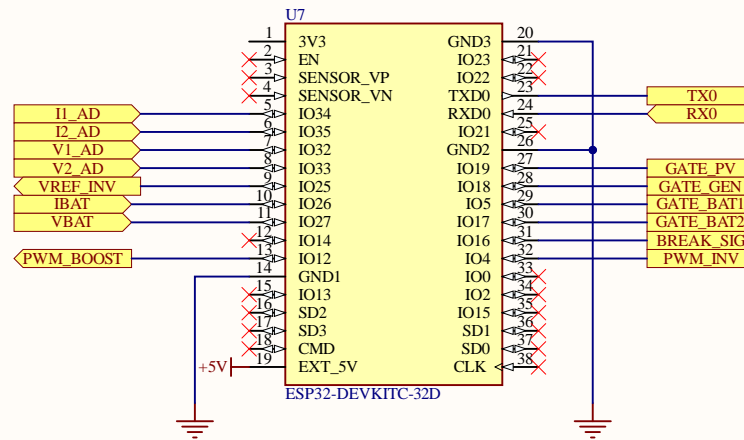 U7
1 3V3 GND3 20
2 EN IO23 21
3 SENSOR_VP IO22 22
4 SENSOR_VN TXD0 23 TX0
I1_AD 5 IO34 RXD0 24 RX0
I2_AD 6 IO35 IO21 25
V1_AD 7 IO32 GND2 26
V2_AD 8 IO33 IO19 27 GATE_PV
VREF_INV 9 IO25 IO18 28 GATE_GEN
IBAT 10 IO26 IO5 29 GATE_BAT1
VBAT 11 IO27 IO17 30 GATE_BAT2
12 IO14 IO16 31 BREAK_SIG
PWM_BOOST 13 IO12 IO4 32 PWM_INV
14 GND1 IO0 33
15 IO13 IO2 34
16 SD2 IO15 35
17 SD3 SD1 36
18 CMD SD0 37
+5V 19 EXT_5V CLK 38
ESP32-DEVKITC-32D